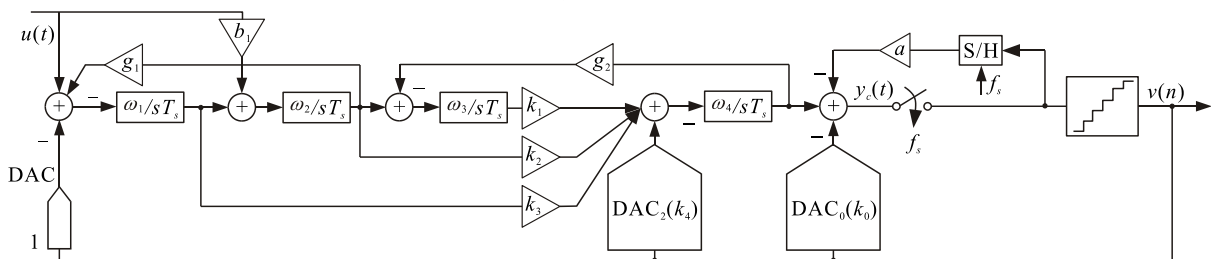 u(t)
b₁
g₁
g₂
a
S/H
fₛ
–
ω₁/sTₛ
+
ω₂/sTₛ
+
–
ω₃/sTₛ
k₁
+
–
ω₄/sTₛ
–
+
y_c(t)
v(n)
+
–
k₂
fₛ
–
DAC
k₃
DAC₂(k₄)
DAC₀(k₀)
1